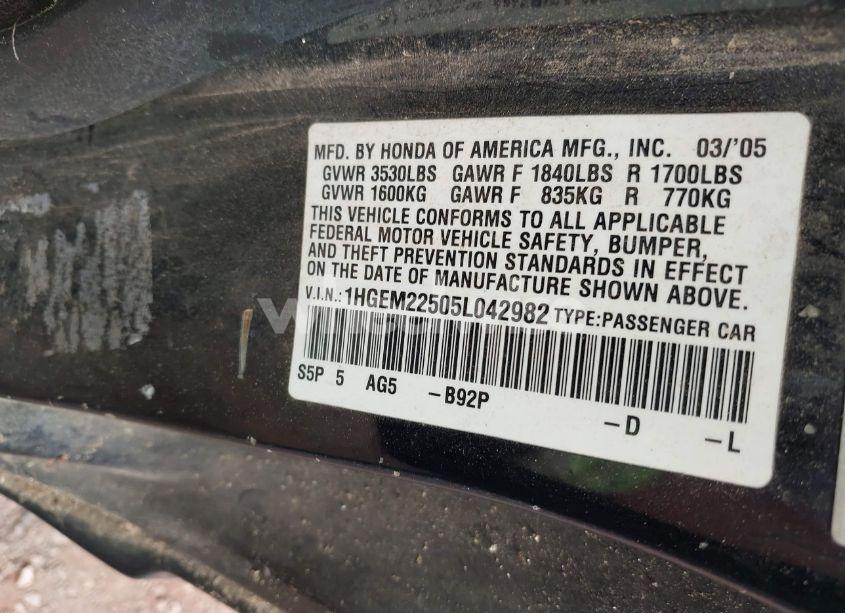 MFD. BY HONDA OF AMERICA MFG., INC. 03/'05
GVWR 3530LBS GAWR F 1840LBS R 1700LBS
GVWR 1600KG GAWR F 835KG R 770KG
THIS VEHICLE CONFORMS TO ALL APPLICABLE
FEDERAL MOTOR VEHICLE SAFETY, BUMPER,
AND THEFT PREVENTION STANDARDS IN EFFECT
ON THE DATE OF MANUFACTURE SHOWN ABOVE.
V.I.N.: 1HGEM22505L042982 TYPE:PASSENGER CAR
S5P 5 AG5 -B92P -D -L